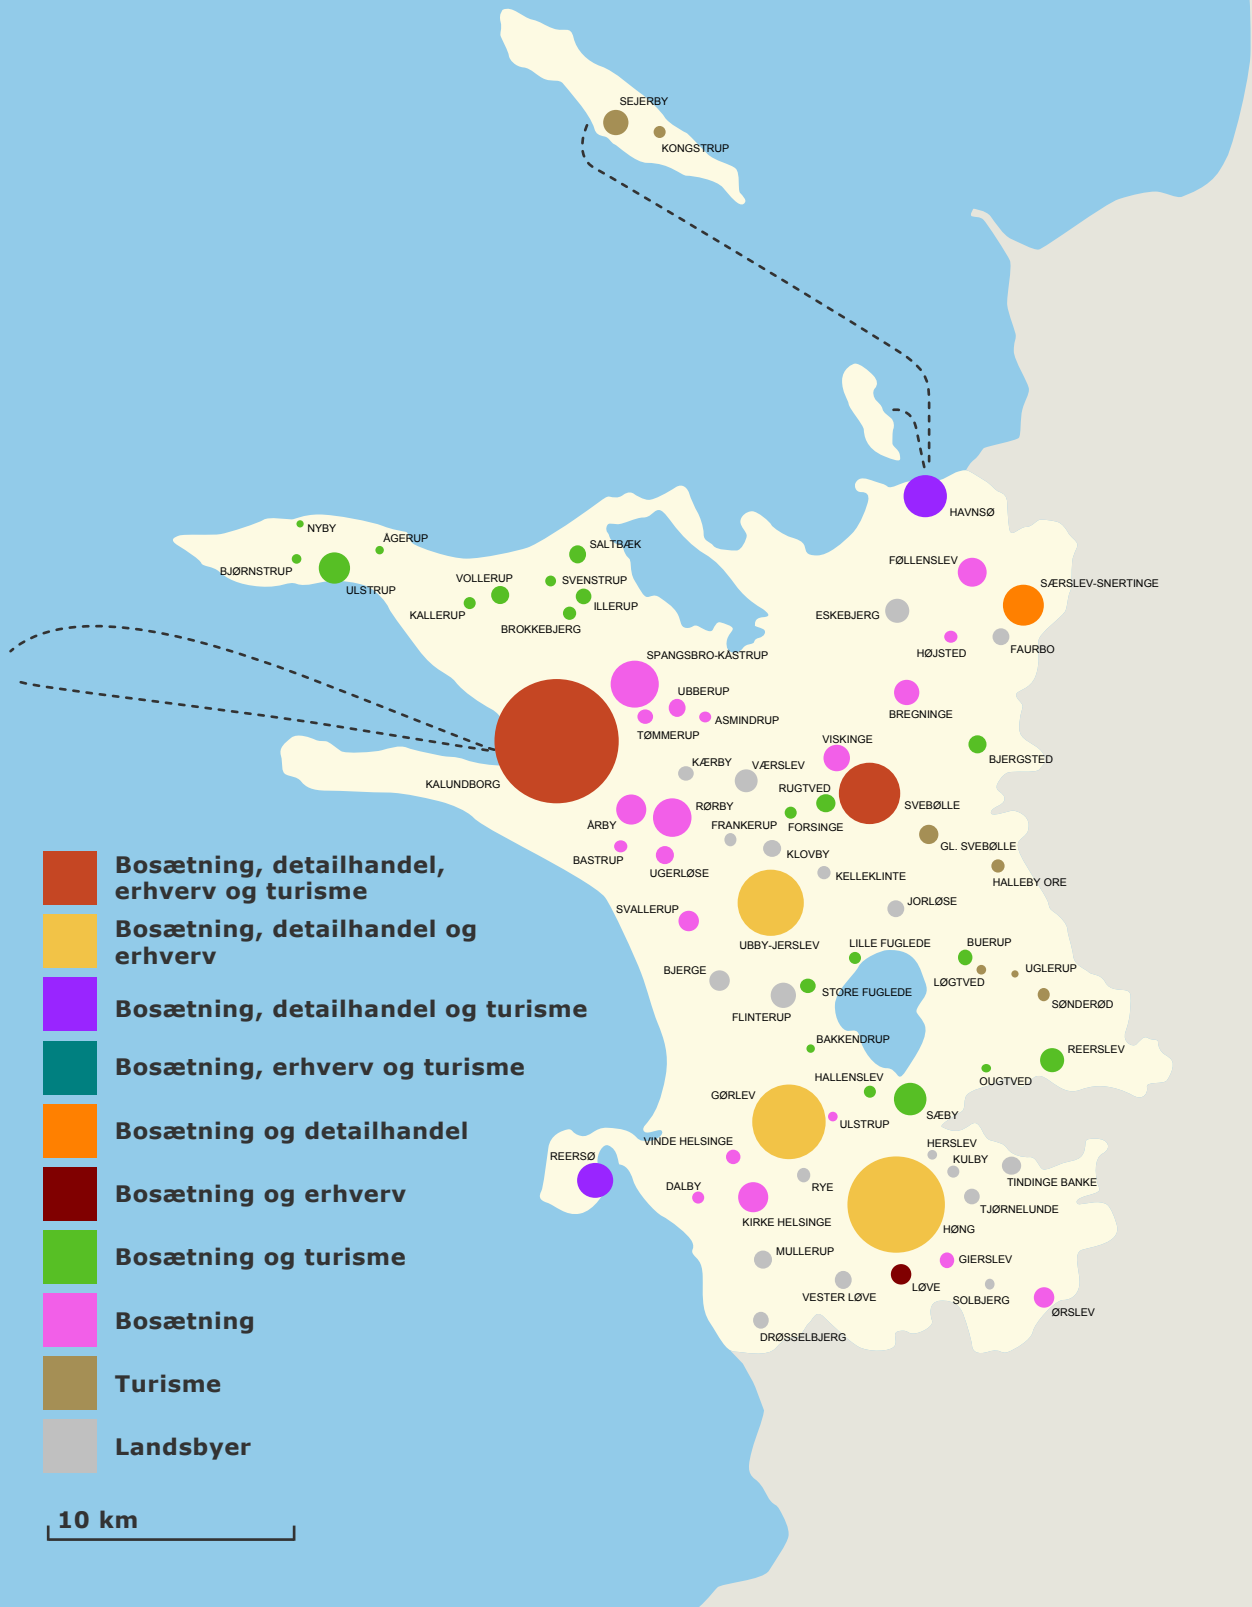 SEJERBY
KONGSTRUP
HAVNSØ
NYBY
ÅGERUP
SALTBÆK
FØLLENSLEV
BJØRNSTRUP
ULSTRUP
VOLLERUP
SVENSTRUP
SÆRSLEV-SNERTINGE
KALLERUP
ILLERUP
ESKEBJERG
BROKKEBJERG
HØJSTED
FAURBO
SPANGSBRO-KÅSTRUP
UBBERUP
BREGNINGE
ASMINDRUP
TØMMERUP
VISKINGE
BJERGSTED
KÆRBY
VÆRSLEV
KALUNDBORG
RUGTVED
SVEBØLLE
RØRBY
ÅRBY
FRANKERUP
FORSINGE
GL. SVEBØLLE
KLOVBY
BASTRUP
UGERLØSE
KELLEKLINTE
HALLEBY ORE
SVALLERUP
JORLØSE
UBBY-JERSLEV
LILLE FUGLEDE
BUERUP
BJERGE
LØGTVED
UGLERUP
STORE FUGLEDE
SØNDERØD
FLINTERUP
BAKKENDRUP
REERSLEV
HALLENSLEV
OUGTVED
GØRLEV
SÆBY
ULSTRUP
VINDE HELSINGE
HERSLEV
REERSØ
KULBY
DALBY
RYE
TINDINGE BANKE
TJØRNELUNDE
KIRKE HELSINGE
HØNG
MULLERUP
GIERSLEV
LØVE
VESTER LØVE
SOLBJERG
ØRSLEV
DRØSSELBJERG
Bosætning, detailhandel,
erhverv og turisme
Bosætning, detailhandel og
erhverv
Bosætning, detailhandel og turisme
Bosætning, erhverv og turisme
Bosætning og detailhandel
Bosætning og erhverv
Bosætning og turisme
Bosætning
Turisme
Landsbyer
10 km